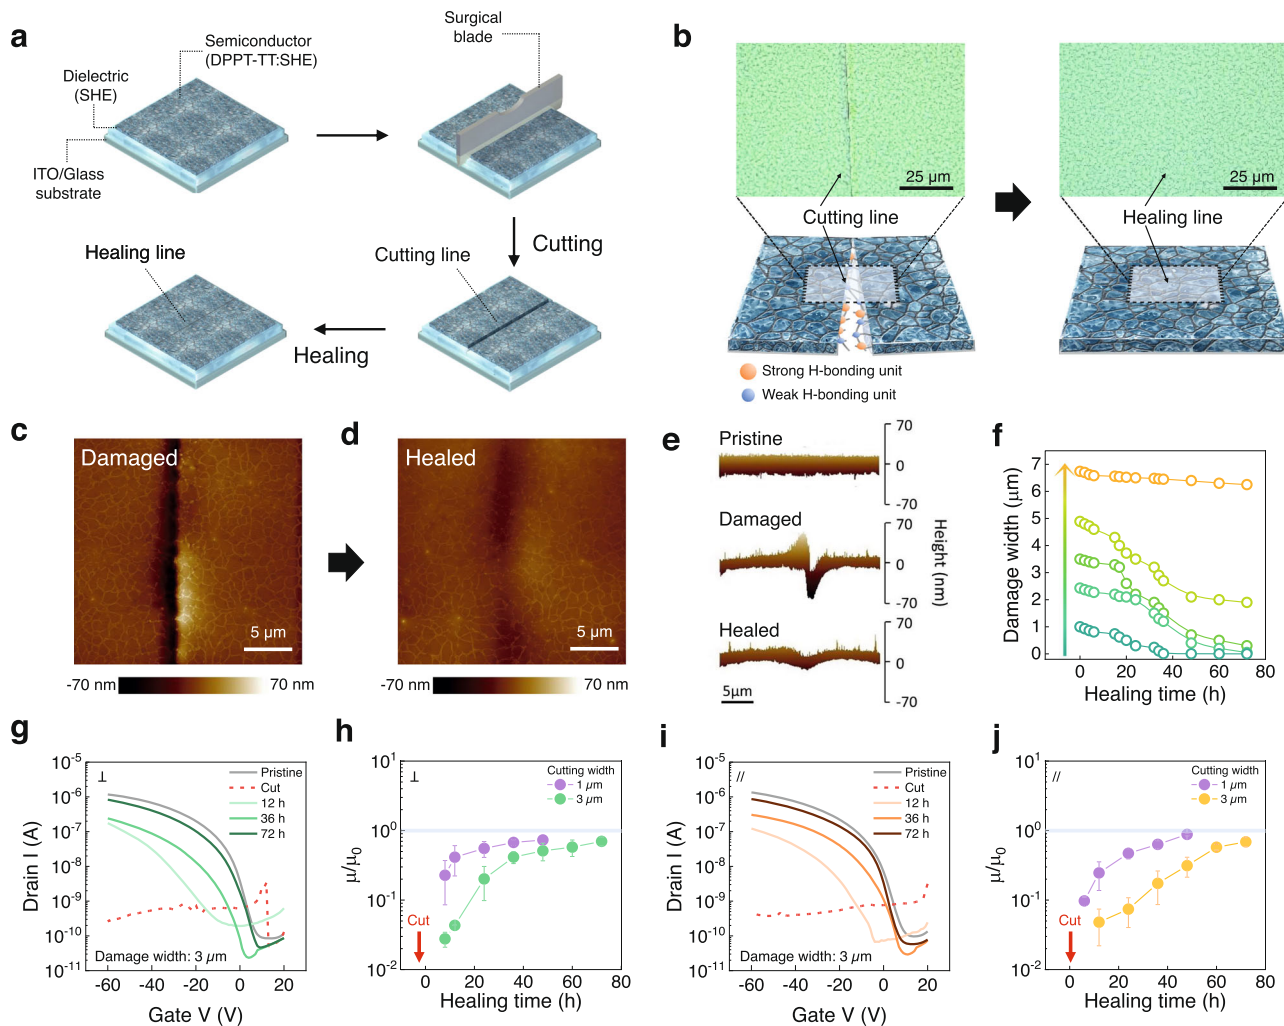 a
Semiconductor
(DPPT-TT:SHE)
Dielectric
(SHE)
ITO/Glass
substrate
Surgical
blade
Cutting
Healing line
Cutting line
Healing
b
25 µm
25 µm
Cutting line
Healing line
Strong H-bonding unit
Weak H-bonding unit
c
Damaged
5 µm
-70 nm
70 nm
d
Healed
5 µm
-70 nm
70 nm
e
Pristine
70
0
-70
Damaged
70
0
-70
Healed
70
0
-70
Height (nm)
5µm
f
Damage width (µm)
7
6
5
4
3
2
1
0
0 20 40 60 80
Healing time (h)
g
⊥
Pristine
Cut
12 h
36 h
72 h
Drain I (A)
10-5
10-6
10-7
10-8
10-9
10-10
10-11
Damage width: 3 µm
-60 -40 -20 0 20
Gate V (V)
h
⊥
Cutting width
1 µm
3 µm
µ/µ0
101
100
10-1
10-2
Cut
0 20 40 60 80
Healing time (h)
i
//
Pristine
Cut
12 h
36 h
72 h
Drain I (A)
10-5
10-6
10-7
10-8
10-9
10-10
10-11
Damage width: 3 µm
-60 -40 -20 0 20
Gate V (V)
j
//
Cutting width
1 µm
3 µm
µ/µ0
101
100
10-1
10-2
Cut
0 20 40 60 80
Healing time (h)